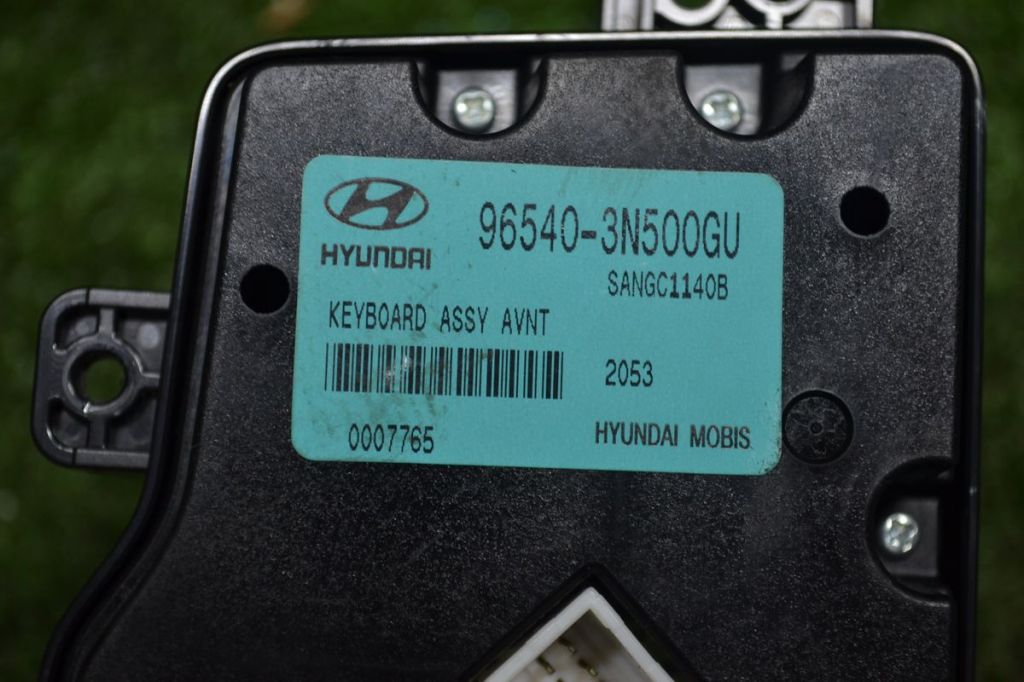 96540-3N500GU
HYUNDAI
SANGC1140B
KEYBOARD ASSY AVNT
2053
0007765
HYUNDAI MOBIS